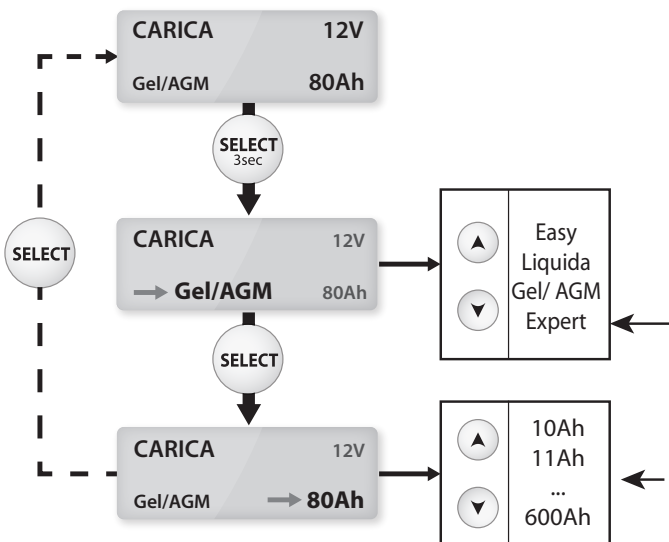 CARICA 12V
Gel/AGM 80Ah
SELECT
3sec
SELECT
CARICA 12V
Gel/AGM 80Ah
Easy
Liquida
Gel/ AGM
Expert
SELECT
CARICA 12V
Gel/AGM 80Ah
10Ah
11Ah
...
600Ah